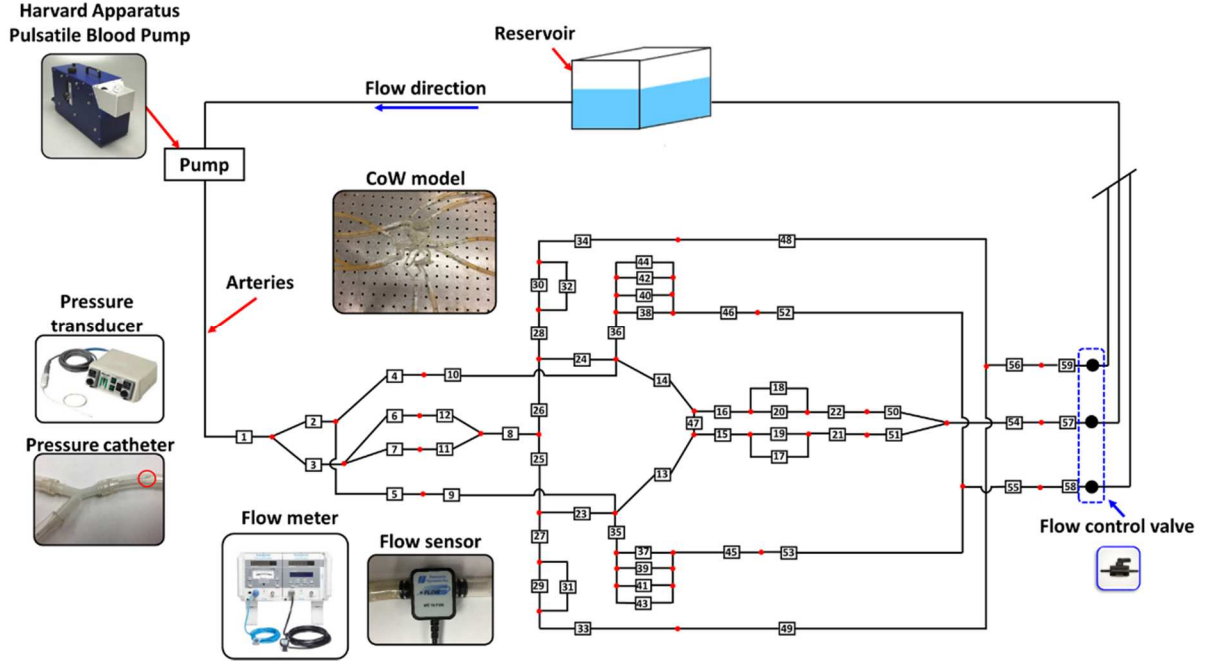 Harvard Apparatus
Pulsatile Blood Pump
Reservoir
Flow direction
Pump
CoW model
Arteries
Pressure
transducer
Pressure catheter
Flow meter
Flow sensor
FLOW
Flow control valve
34 48
44
30 32 42
40
38 46 52
28 36
24 56 59
4 10 14
18
26 16 20 22 50
2 6 12 47 54 57
1 8 15 19 21 51
3 7 11 25 17
13
5 9 55 58
23
27 35
37 45 53
39
29 31 41
43
33 49